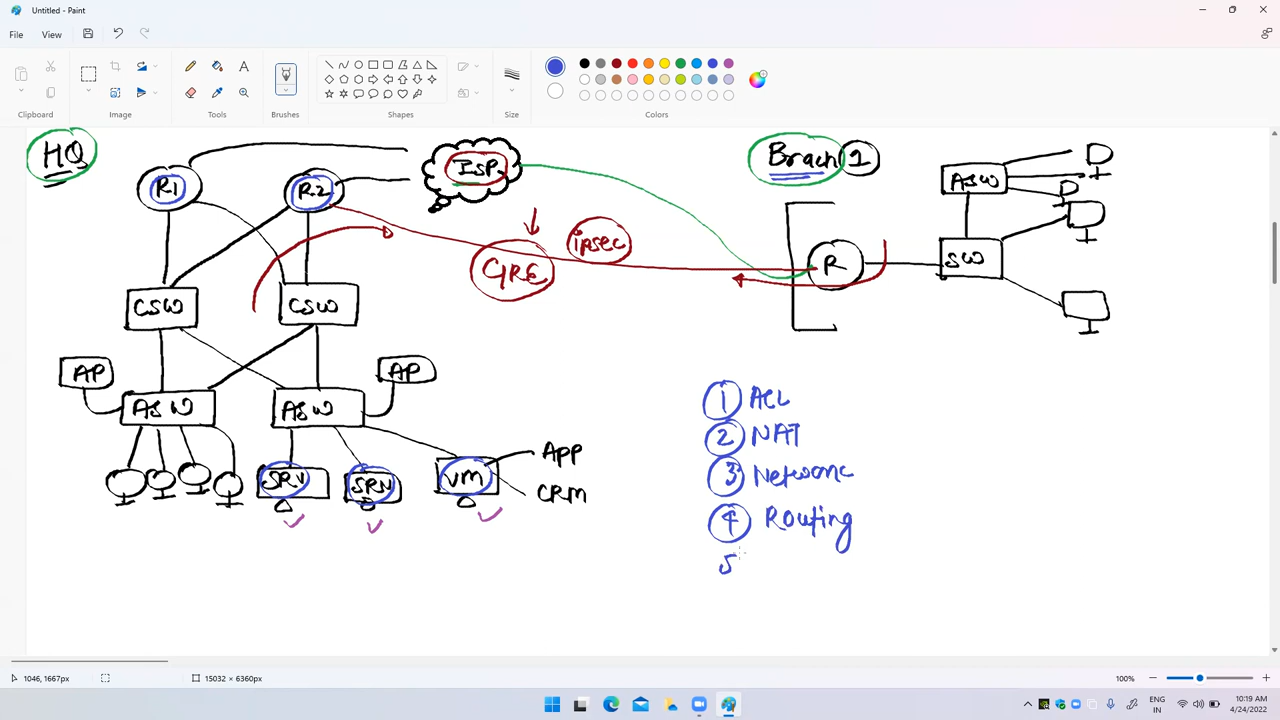 Untitled - Paint
File
View
Clipboard
Image
Tools
Brushes
Shapes
Size
Colors
HQ
R1
R2
ISP
Brach 1
ASW
D
D
ipsec
GRE
R
SW
CSW
CSW
AP
AP
ASW
ASW
SRV
SRV
VM
APP
CRM
1 ACL
2 NAT
3 Network
4 Routing
5
1046, 1667px
15032 × 6360px
100%
ENG
IN
10:19 AM
4/24/2022